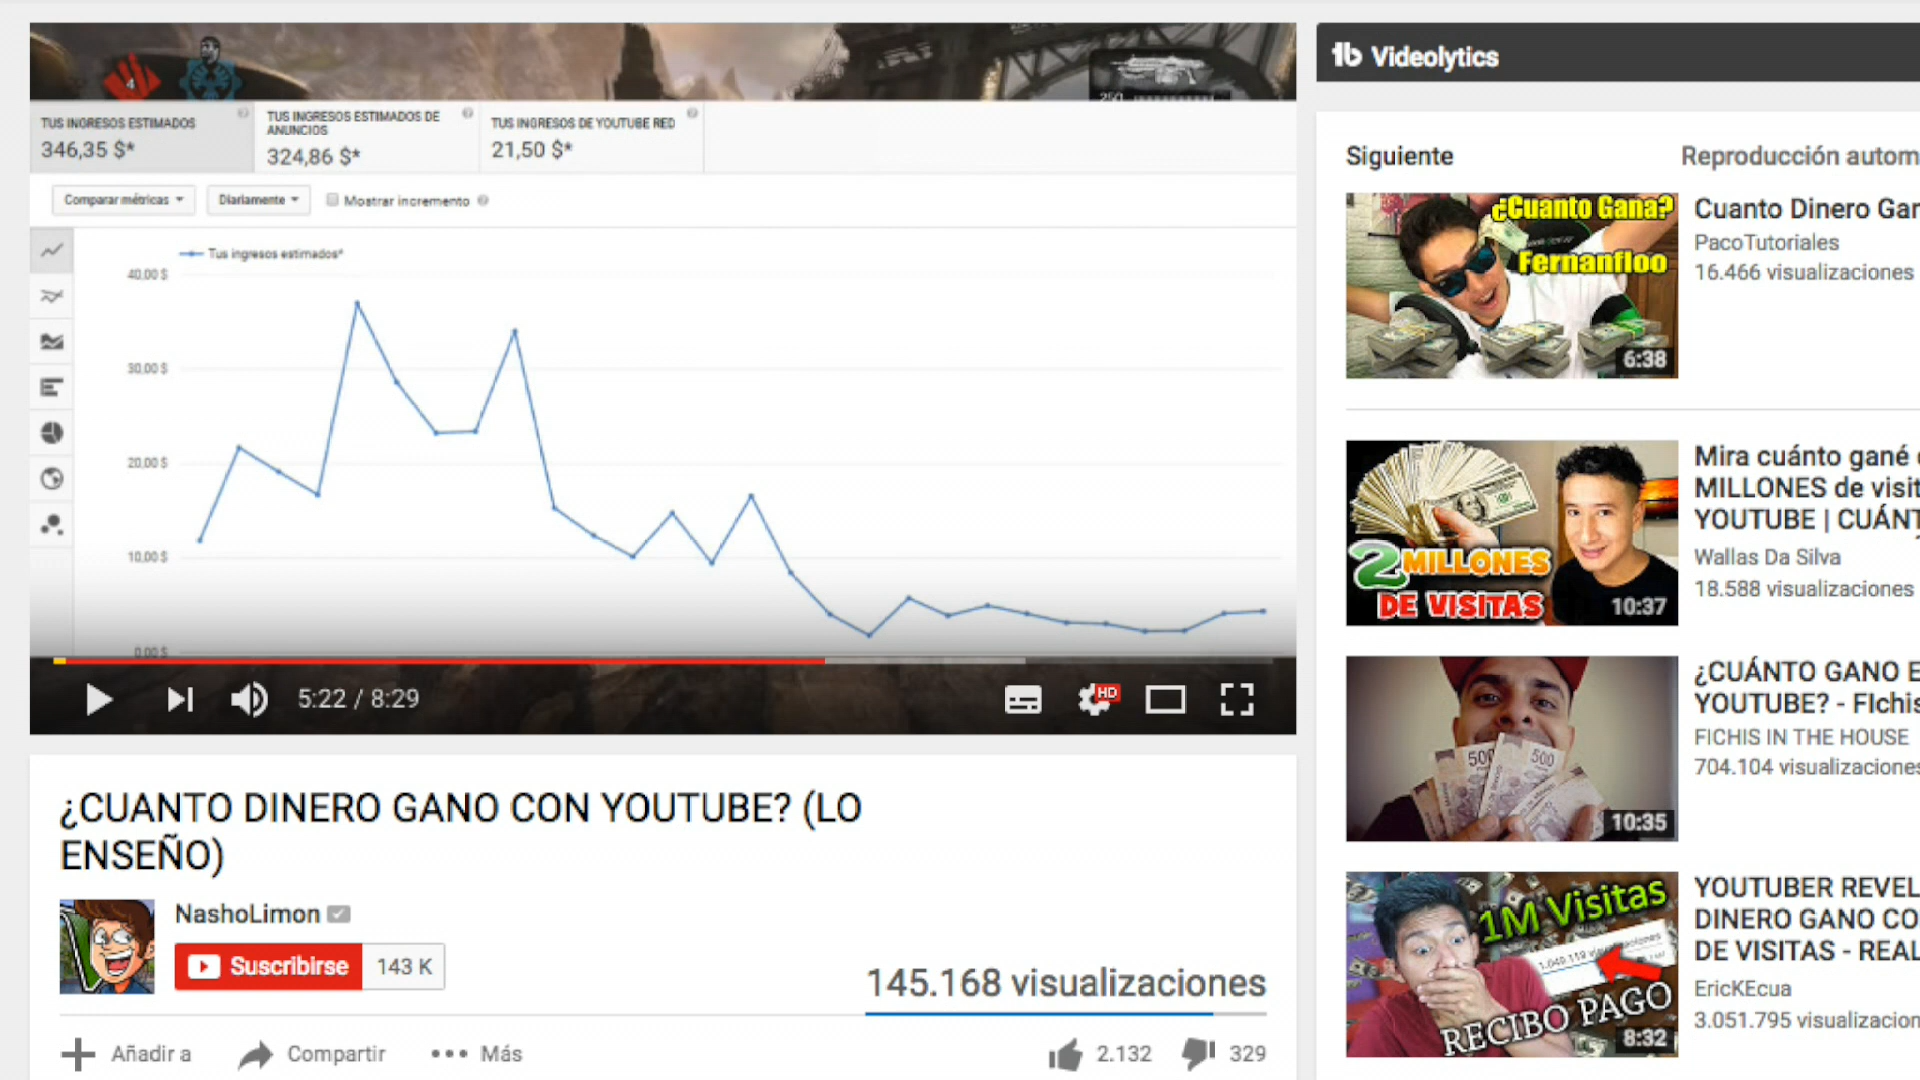 4
250
TUS INGRESOS ESTIMADOS
346,35 $*
TUS INGRESOS ESTIMADOS DE
ANUNCIOS
324,86 $*
TUS INGRESOS DE YOUTUBE RED
21,50 $*
Comparar métricas
Diariamente
Mostrar incremento
Tus ingresos estimados*
40,00 $
30,00 $
20,00 $
10,00 $
0,00 $
5:22 / 8:29
HD
¿CUANTO DINERO GANO CON YOUTUBE? (LO
ENSEÑO)
NashoLimon
Suscribirse
143 K
145.168 visualizaciones
Añadir a
Compartir
Más
2.132
329
Videolytics
Siguiente
Reproducción autom
¿Cuanto Gana?
Fernanfloo
6:38
Cuanto Dinero Gan
PacoTutoriales
16.466 visualizaciones
2 MILLONES
DE VISITAS
10:37
Mira cuánto gané
MILLONES de visit
YOUTUBE | CUÁNT
Wallas Da Silva
18.588 visualizaciones
500
500
10:35
¿CUÁNTO GANO E
YOUTUBE? - FIchis
FICHIS IN THE HOUSE
704.104 visualizaciones
1M Visitas
RECIBO PAGO
8:32
YOUTUBER REVEL
DINERO GANO CO
DE VISITAS - REAL
EricKEcua
3.051.795 visualizacion